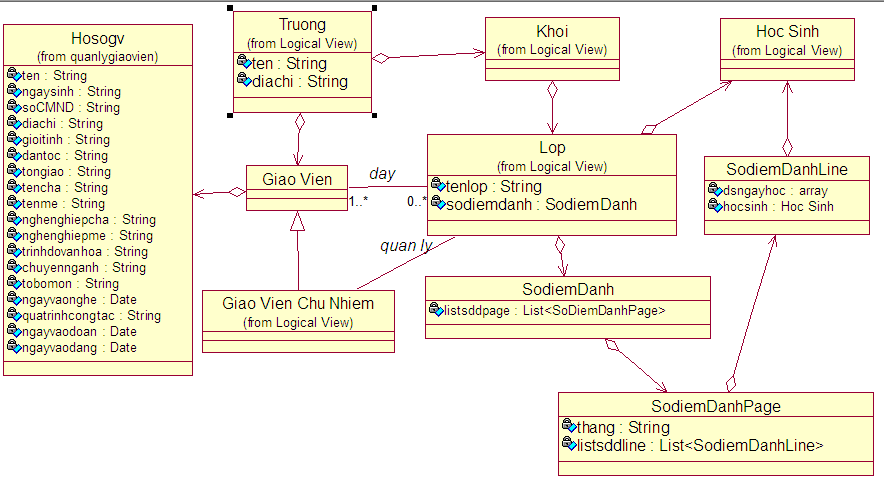 Hosogv
(from quanlygiaovien)
ten : String
ngaysinh : String
soCMND : String
diachi : String
gioitinh : String
dantoc : String
tongiao : String
tencha : String
tenme : String
nghenghiepcha : String
nghenghiepme : String
trinhdovanhoa : String
chuyennganh : String
tobomon : String
ngayvaonghe : Date
quatrinhcongtac : String
ngayvaodoan : Date
ngayvaodang : Date
Truong
(from Logical View)
ten : String
diachi : String
Khoi
(from Logical View)
Hoc Sinh
(from Logical View)
Giao Vien
day
1..*
0..*
Lop
(from Logical View)
tenlop : String
sodiemdanh : SodiemDanh
SodiemDanhLine
dsngayhoc : array
hocsinh : Hoc Sinh
quan ly
Giao Vien Chu Nhiem
(from Logical View)
SodiemDanh
listsddpage : List<SoDiemDanhPage>
SodiemDanhPage
thang : String
listsddline : List<SodiemDanhLine>